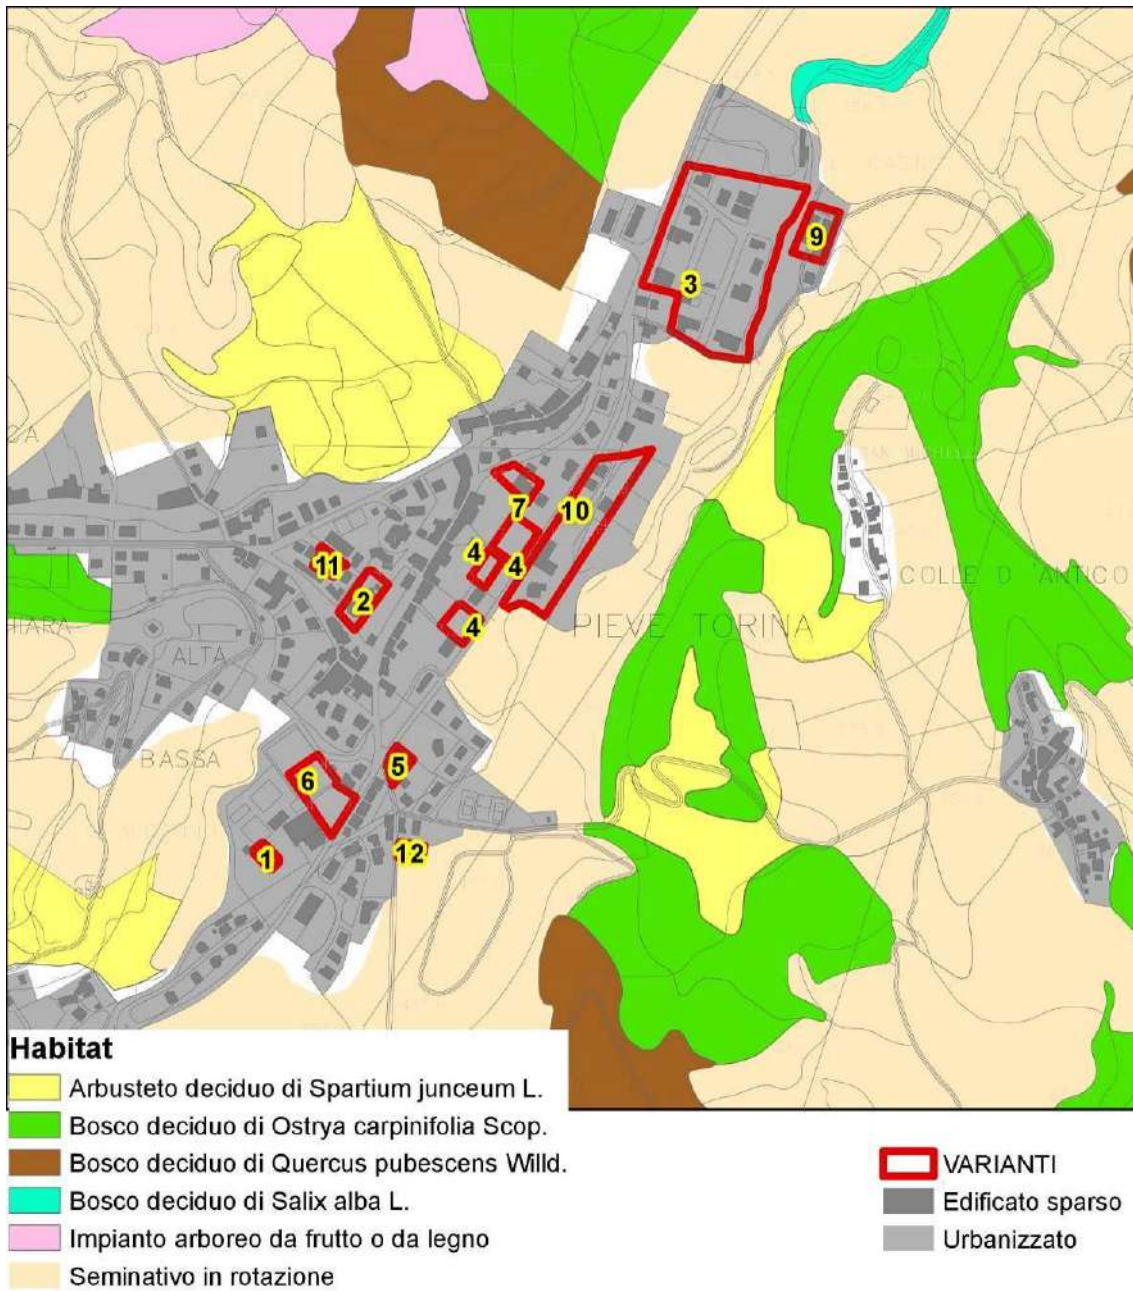 9
3
7
10
4
4
11
2
4
COLLE D'ANTICO
PIEVE TORINA
ALTA
BASSA
5
6
1
12
Habitat
Arbusteto deciduo di Spartium junceum L.
Bosco deciduo di Ostrya carpinifolia Scop.
Bosco deciduo di Quercus pubescens Willd.
Bosco deciduo di Salix alba L.
Impianto arboreo da frutto o da legno
Seminativo in rotazione
VARIANTI
Edificato sparso
Urbanizzato